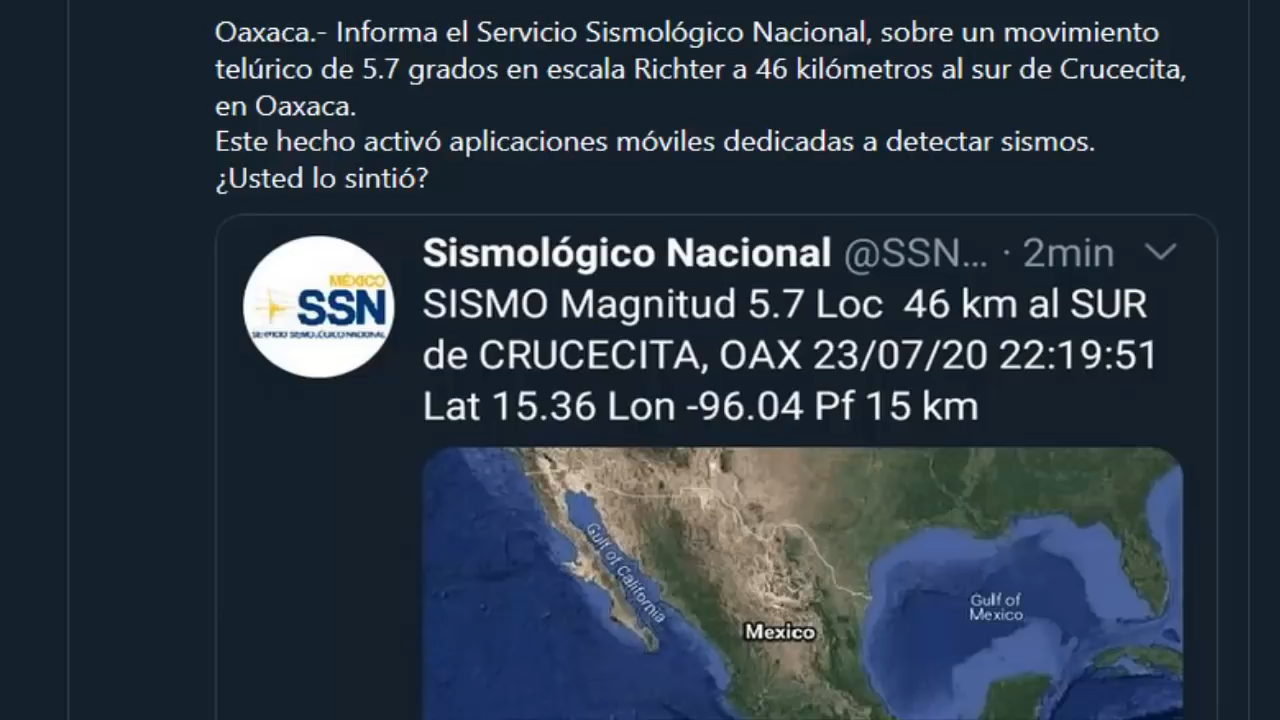 Oaxaca.- Informa el Servicio Sismológico Nacional, sobre un movimiento
telúrico de 5.7 grados en escala Richter a 46 kilómetros al sur de Crucecita,
en Oaxaca.
Este hecho activó aplicaciones móviles dedicadas a detectar sismos.
¿Usted lo sintió?
Sismológico Nacional @SSN... · 2min
MÉXICO
SSN
SERVICIO SISMOLÓGICO NACIONAL
SISMO Magnitud 5.7 Loc 46 km al SUR
de CRUCECITA, OAX 23/07/20 22:19:51
Lat 15.36 Lon -96.04 Pf 15 km
Gulf of California
Gulf of
Mexico
Mexico